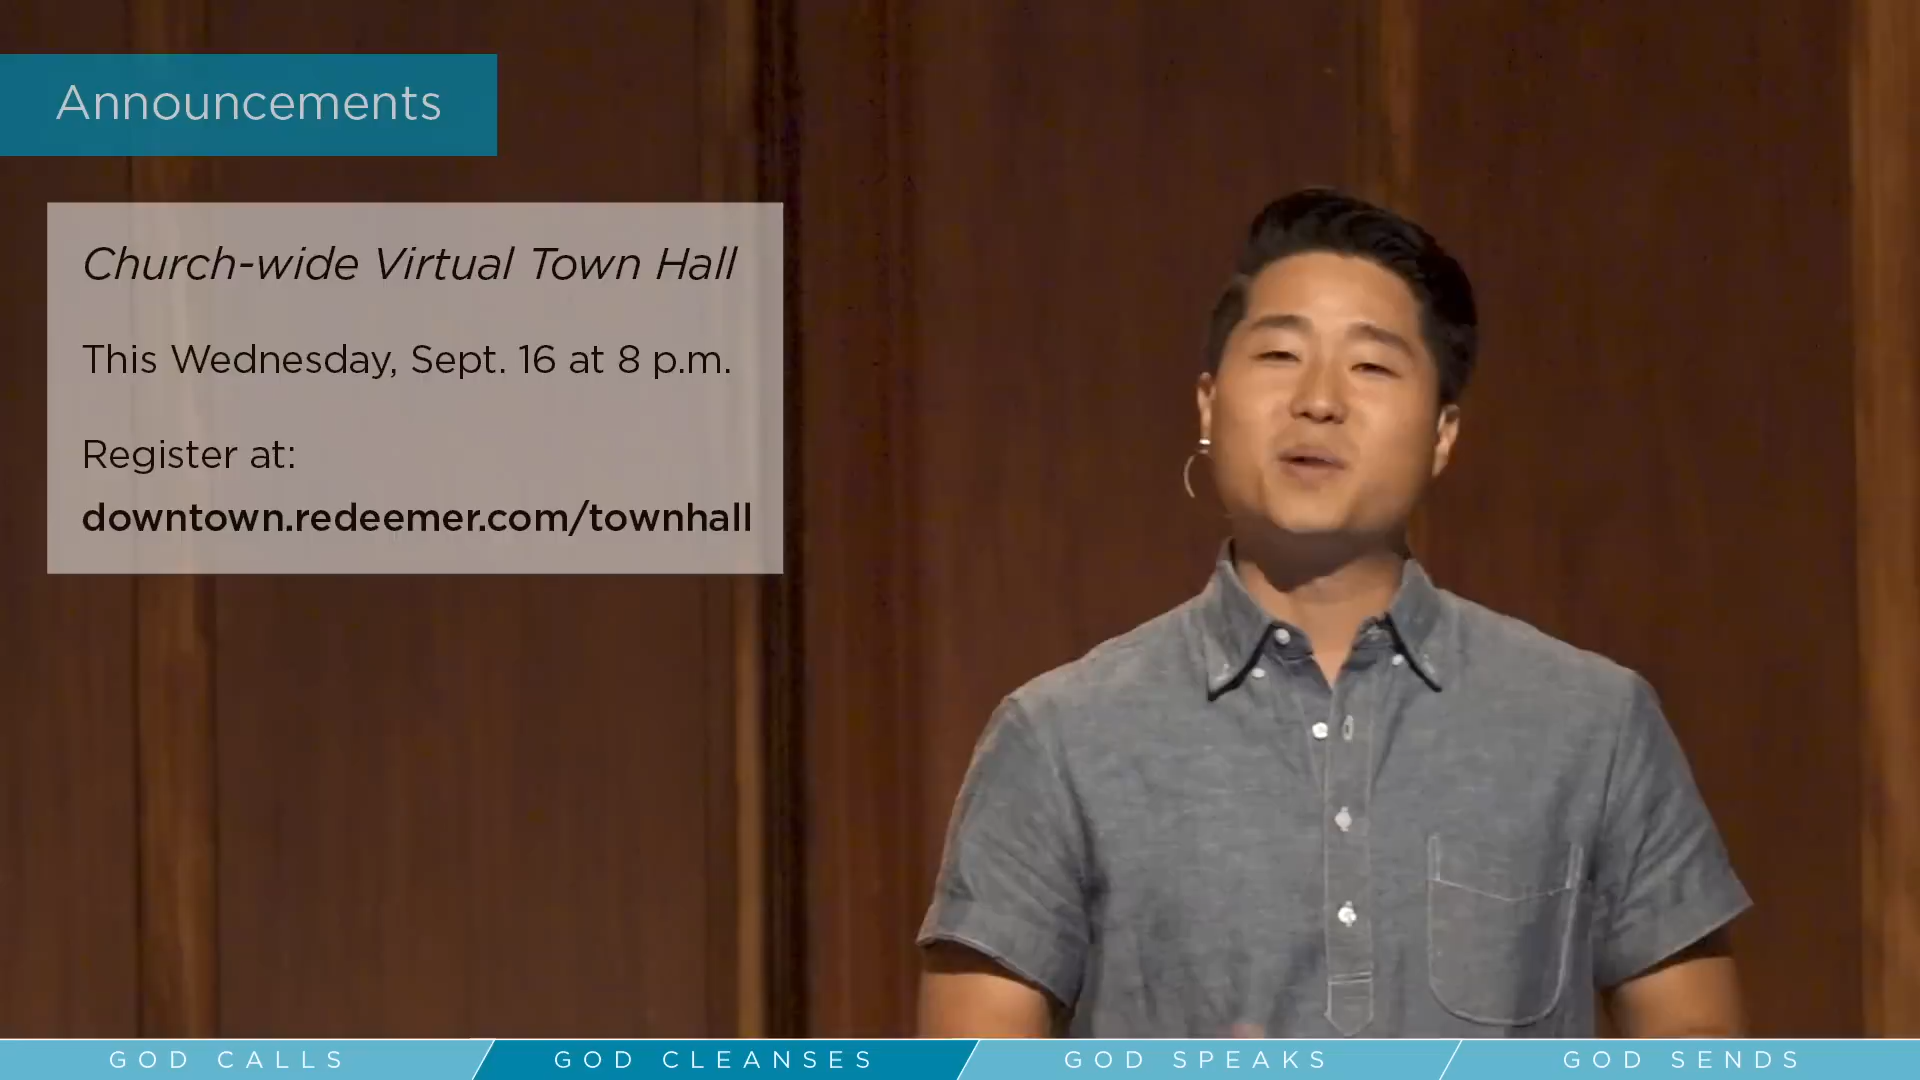 Announcements
Church-wide Virtual Town Hall
This Wednesday, Sept. 16 at 8 p.m.
Register at:
downtown.redeemer.com/townhall
GOD CALLS
GOD CLEANSES
GOD SPEAKS
GOD SENDS